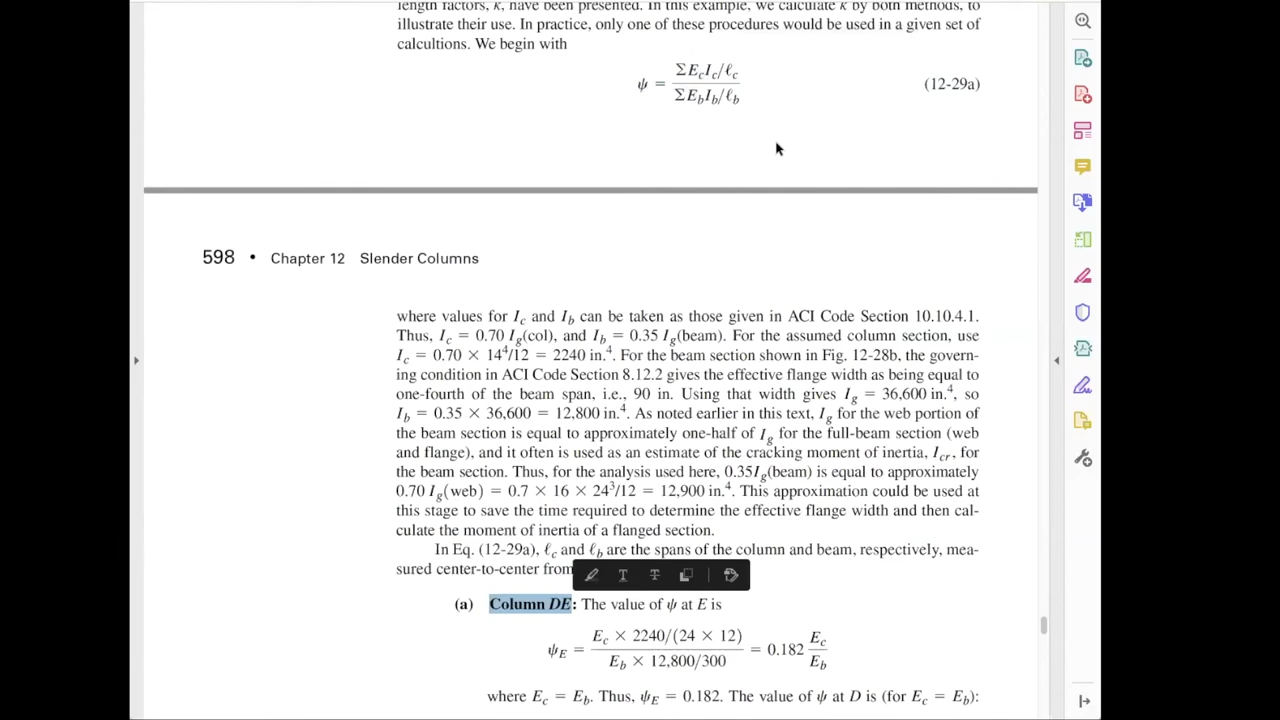 length factors, k, have been presented. In this example, we calculate k by both methods, to
illustrate their use. In practice, only one of these procedures would be used in a given set of
calcultions. We begin with
ψ = ΣE_cI_c/ℓ_c / ΣE_bI_b/ℓ_b (12-29a)
598 • Chapter 12 Slender Columns
where values for I_c and I_b can be taken as those given in ACI Code Section 10.10.4.1.
Thus, I_c = 0.70 I_g(col), and I_b = 0.35 I_g(beam). For the assumed column section, use
I_c = 0.70 × 14⁴/12 = 2240 in.⁴. For the beam section shown in Fig. 12-28b, the govern-
ing condition in ACI Code Section 8.12.2 gives the effective flange width as being equal to
one-fourth of the beam span, i.e., 90 in. Using that width gives I_g = 36,600 in.⁴, so
I_b = 0.35 × 36,600 = 12,800 in.⁴. As noted earlier in this text, I_g for the web portion of
the beam section is equal to approximately one-half of I_g for the full-beam section (web
and flange), and it often is used as an estimate of the cracking moment of inertia, I_cr, for
the beam section. Thus, for the analysis used here, 0.35I_g(beam) is equal to approximately
0.70 I_g(web) = 0.7 × 16 × 24³/12 = 12,900 in.⁴. This approximation could be used at
this stage to save the time required to determine the effective flange width and then cal-
culate the moment of inertia of a flanged section.
In Eq. (12-29a), ℓ_c and ℓ_b are the spans of the column and beam, respectively, mea-
sured center-to-center from
(a) Column DE: The value of ψ at E is
ψ_E = E_c × 2240/(24 × 12) / E_b × 12,800/300 = 0.182 E_c/E_b
where E_c = E_b. Thus, ψ_E = 0.182. The value of ψ at D is (for E_c = E_b):